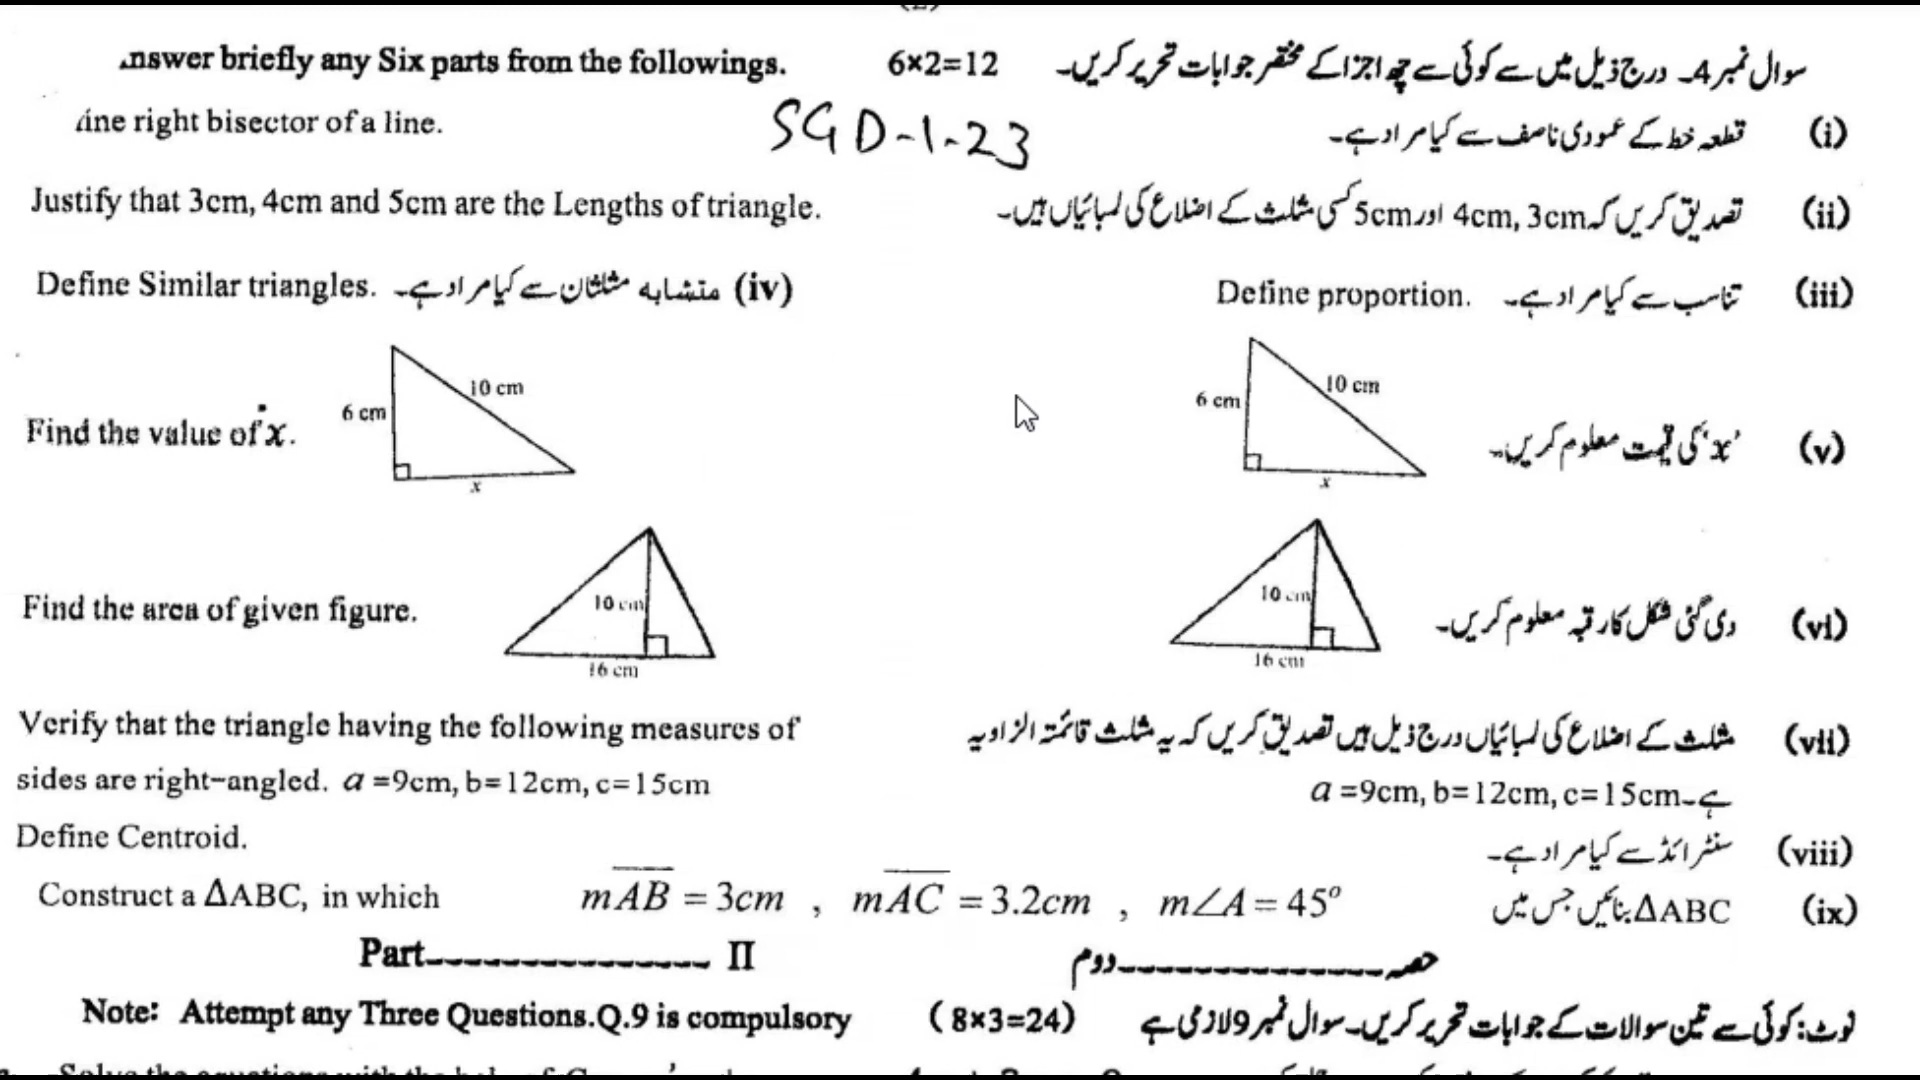 nswer briefly any Six parts from the followings. 6×2=12 سوال نمبر4۔ درج ذیل میں سے کوئی سے چھ اجزا کے مختصر جوابات تحریر کریں۔
ine right bisector of a line. SGD-1-23 قطعہ خط کے عمودی ناصف سے کیا مراد ہے۔ (i)
Justify that 3cm, 4cm and 5cm are the Lengths of triangle. تصدیق کریں کہ 4cm, 3cm اور 5cm کسی مثلث کے اضلاع کی لمبائیاں ہیں۔ (ii)
Define Similar triangles. متشابہ مثلثان سے کیا مراد ہے۔ (iv) Define proportion. تناسب سے کیا مراد ہے۔ (iii)
6 cm 10 cm 6 cm 10 cm
Find the value of x. 'x' کی قیمت معلوم کریں۔ (v)
x x
10 cm 10 cm
Find the area of given figure. دی گئی شکل کا رقبہ معلوم کریں۔ (vi)
16 cm 16 cm
Verify that the triangle having the following measures of مثلث کے اضلاع کی لمبائیاں درج ذیل ہیں تصدیق کریں کہ یہ مثلث قائمتہ الزاویہ (vii)
sides are right-angled. a =9cm, b=12cm, c=15cm a =9cm, b=12cm, c=15cm ہے۔
Define Centroid. سنٹرائڈ سے کیا مراد ہے۔ (viii)
Construct a ΔABC, in which mAB = 3cm , mAC = 3.2cm , m∠A = 45° ΔABC بنائیں جس میں (ix)
Part--------------- II حصہ---------------دوم
Note: Attempt any Three Questions.Q.9 is compulsory (8×3=24) نوٹ: کوئی سے تین سوالات کے جوابات تحریر کریں۔ سوال نمبر9 لازمی ہے